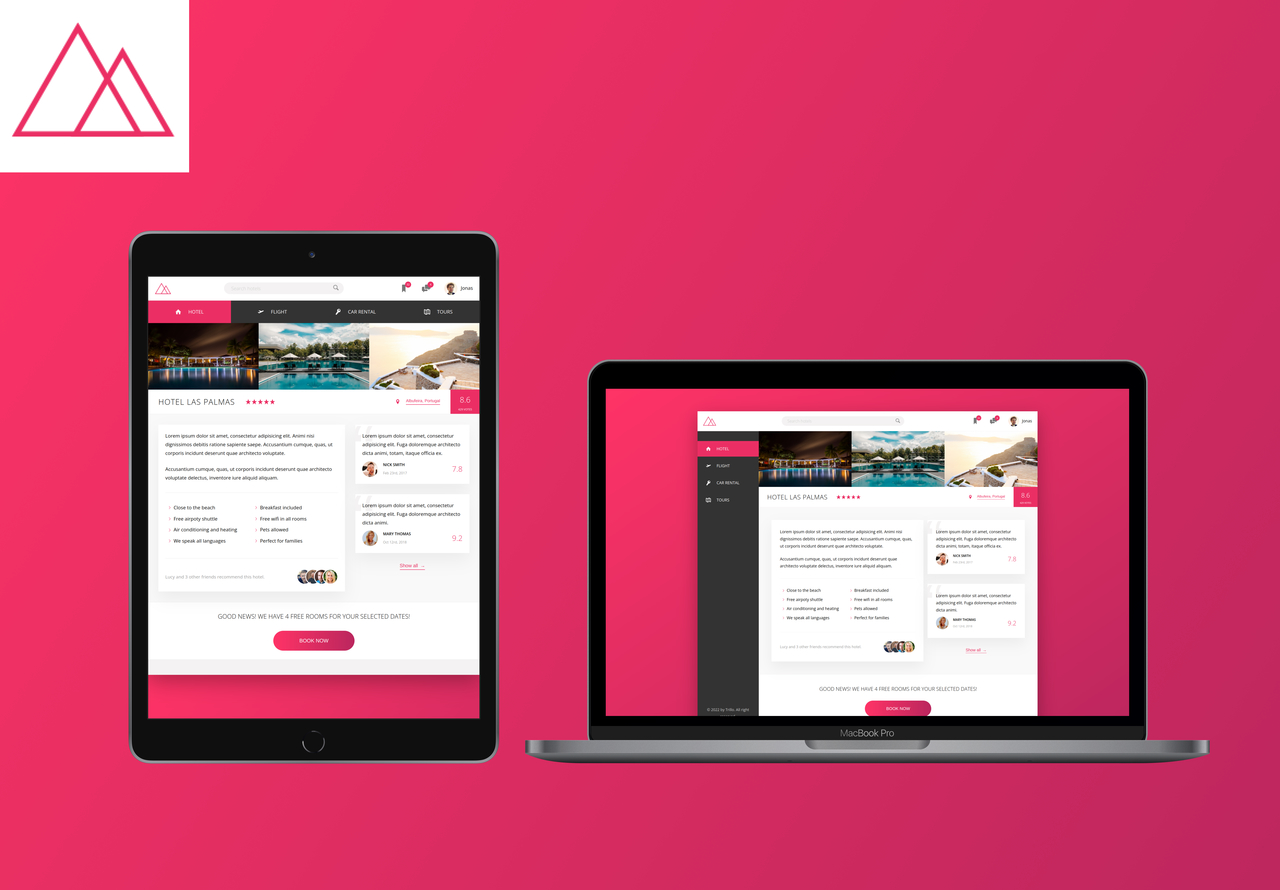 Jonas
HOTEL
FLIGHT
CAR RENTAL
TOURS
HOTEL LAS PALMAS
Albufeira, Portugal
8.6
Lorem ipsum dolor sit amet, consectetur adipisicing elit. Animi nisi
dignissimos debitis ratione sapiente saepe. Accusantium cumque, quas, ut
corporis incidunt deserunt quae architecto voluptate.
Accusantium cumque, quas, ut corporis incidunt deserunt quae architecto
voluptate delectus, inventore iure aliquid aliquam.
Close to the beach
Breakfast included
Free airpoty shuttle
Free wifi in all rooms
Air conditioning and heating
Pets allowed
We speak all languages
Perfect for families
Lucy and 3 other friends recommend this hotel
Lorem ipsum dolor sit amet, consectetur
adipisicing elit. Fuga doloremque architecto
dicta animi, totam, itaque officia ex.
NICK SMITH
Feb 23rd, 2017
7.8
Lorem ipsum dolor sit amet, consectetur
adipisicing elit. Fuga doloremque architecto
dicta animi.
MARY THOMAS
9.2
Show all →
GOOD NEWS! WE HAVE 4 FREE ROOMS FOR YOUR SELECTED DATES!
BOOK NOW
Jonas
HOTEL
FLIGHT
CAR RENTAL
TOURS
HOTEL LAS PALMAS
Albufeira, Portugal
8.6
Lorem ipsum dolor sit amet, consectetur adipisicing elit. Animi nisi
dignissimos debitis ratione sapiente saepe. Accusantium cumque, quas,
ut corporis incidunt deserunt quae architecto voluptate.
Accusantium cumque, quas, ut corporis incidunt deserunt quae
architecto voluptate delectus, inventore iure aliquid aliquam.
Close to the beach
Breakfast included
Free airpoty shuttle
Free wifi in all rooms
Air conditioning and heating
Pets allowed
We speak all languages
Perfect for families
Lucy and 3 other friends recommend this hotel
Lorem ipsum dolor sit amet, consectetur
adipisicing elit. Fuga doloremque architecto
dicta animi, totam, itaque officia ex.
NICK SMITH
Feb 23rd, 2017
7.8
Lorem ipsum dolor sit amet, consectetur
adipisicing elit. Fuga doloremque architecto
dicta animi.
MARY THOMAS
9.2
Show all →
© 2022 by Trillo. All right
GOOD NEWS! WE HAVE 4 FREE ROOMS FOR YOUR SELECTED DATES!
BOOK NOW
MacBook Pro